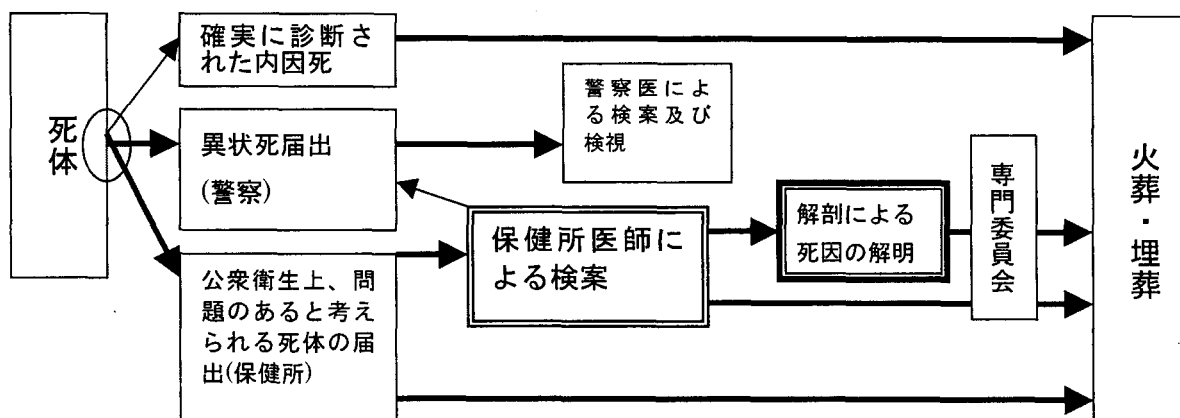 死体
確実に診断さ
れた内因死
異状死届出
(警察)
公衆衛生上、問
題のあると考え
られる死体の届
出(保健所)
警察医によ
る検案及び
検視
保健所医師に
よる検案
解剖による
死因の解明
専門委員会
火葬・埋葬